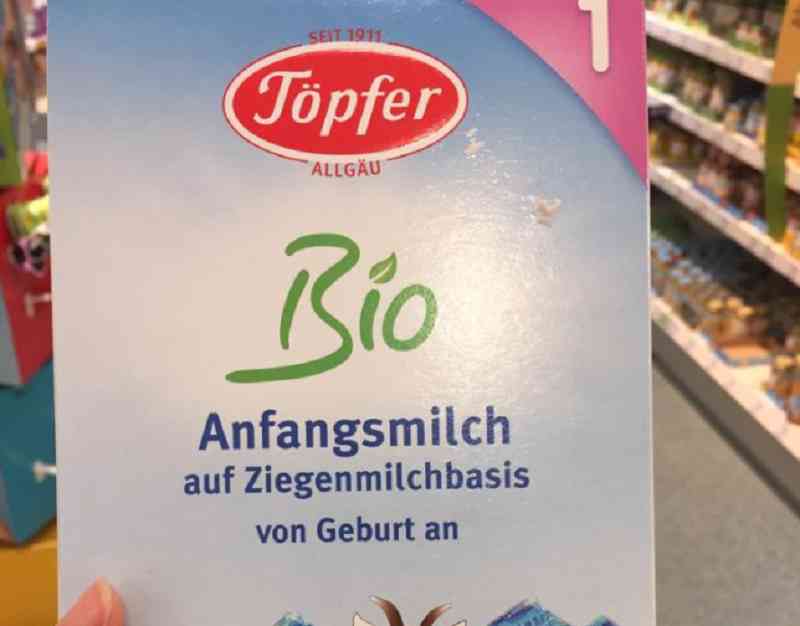 1
SEIT 1911
Töpfer
ALLGÄU
Bio
Anfangsmilch
auf Ziegenmilchbasis
von Geburt an